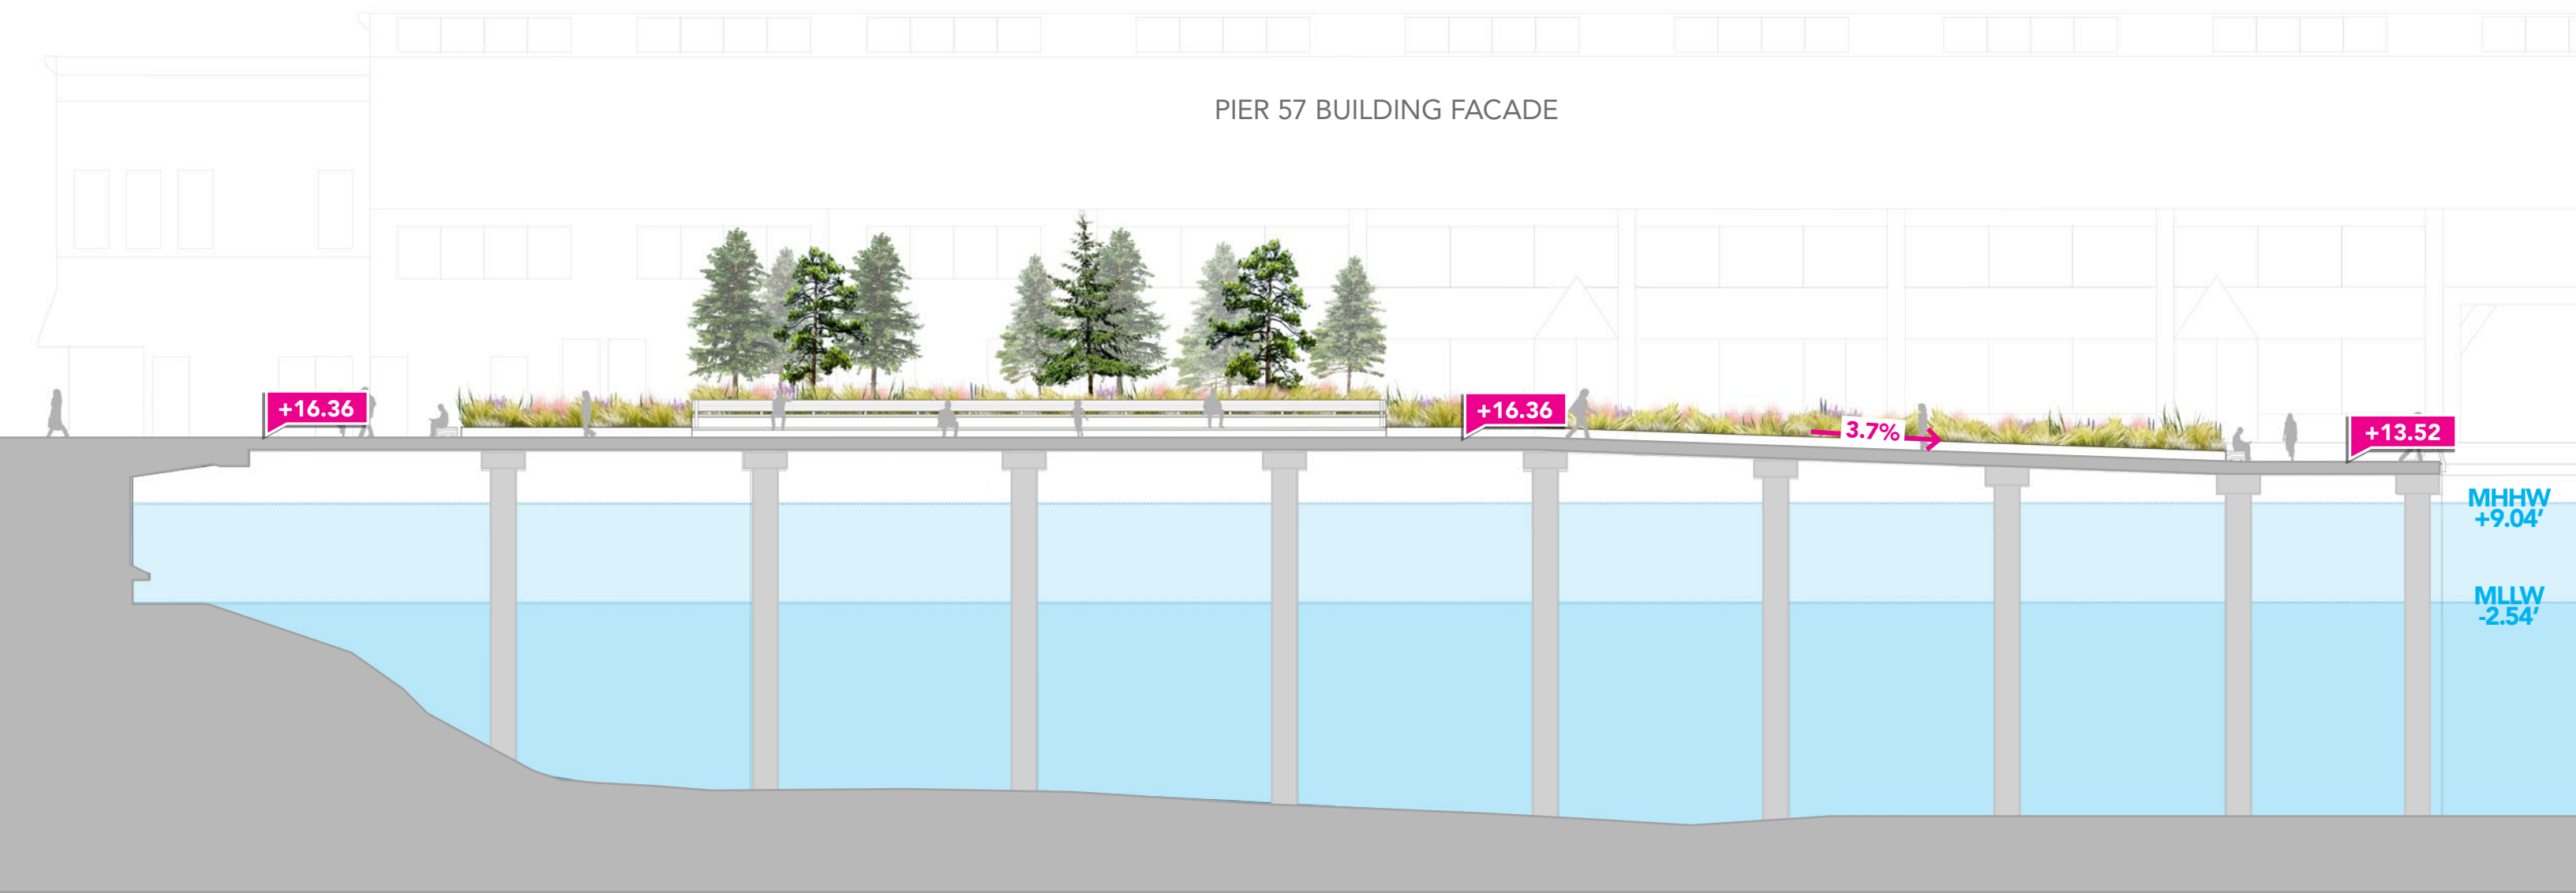 PIER 57 BUILDING FACADE
+16.36
+16.36
3.7%
+13.52
MHHW
+9.04'
MLLW
-2.54'